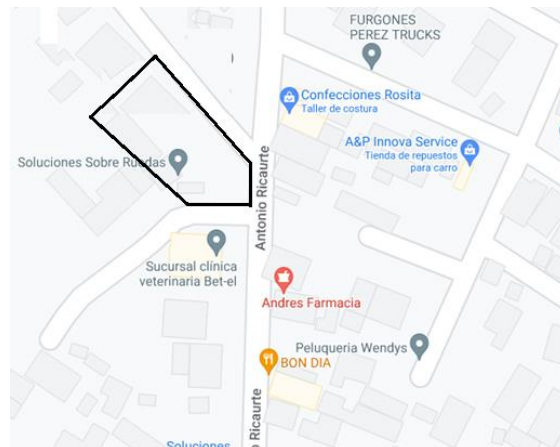 FURGONES
PEREZ TRUCKS
Confecciones Rosita
Taller de costura
A&P Innova Service
Tienda de repuestos
para carro
Soluciones Sobre Ruedas
Antonio Ricaurte
Sucursal clínica
veterinaria Bet-el
Andres Farmacia
Peluqueria Wendys
BON DIA
o Ricaurte
Soluciones